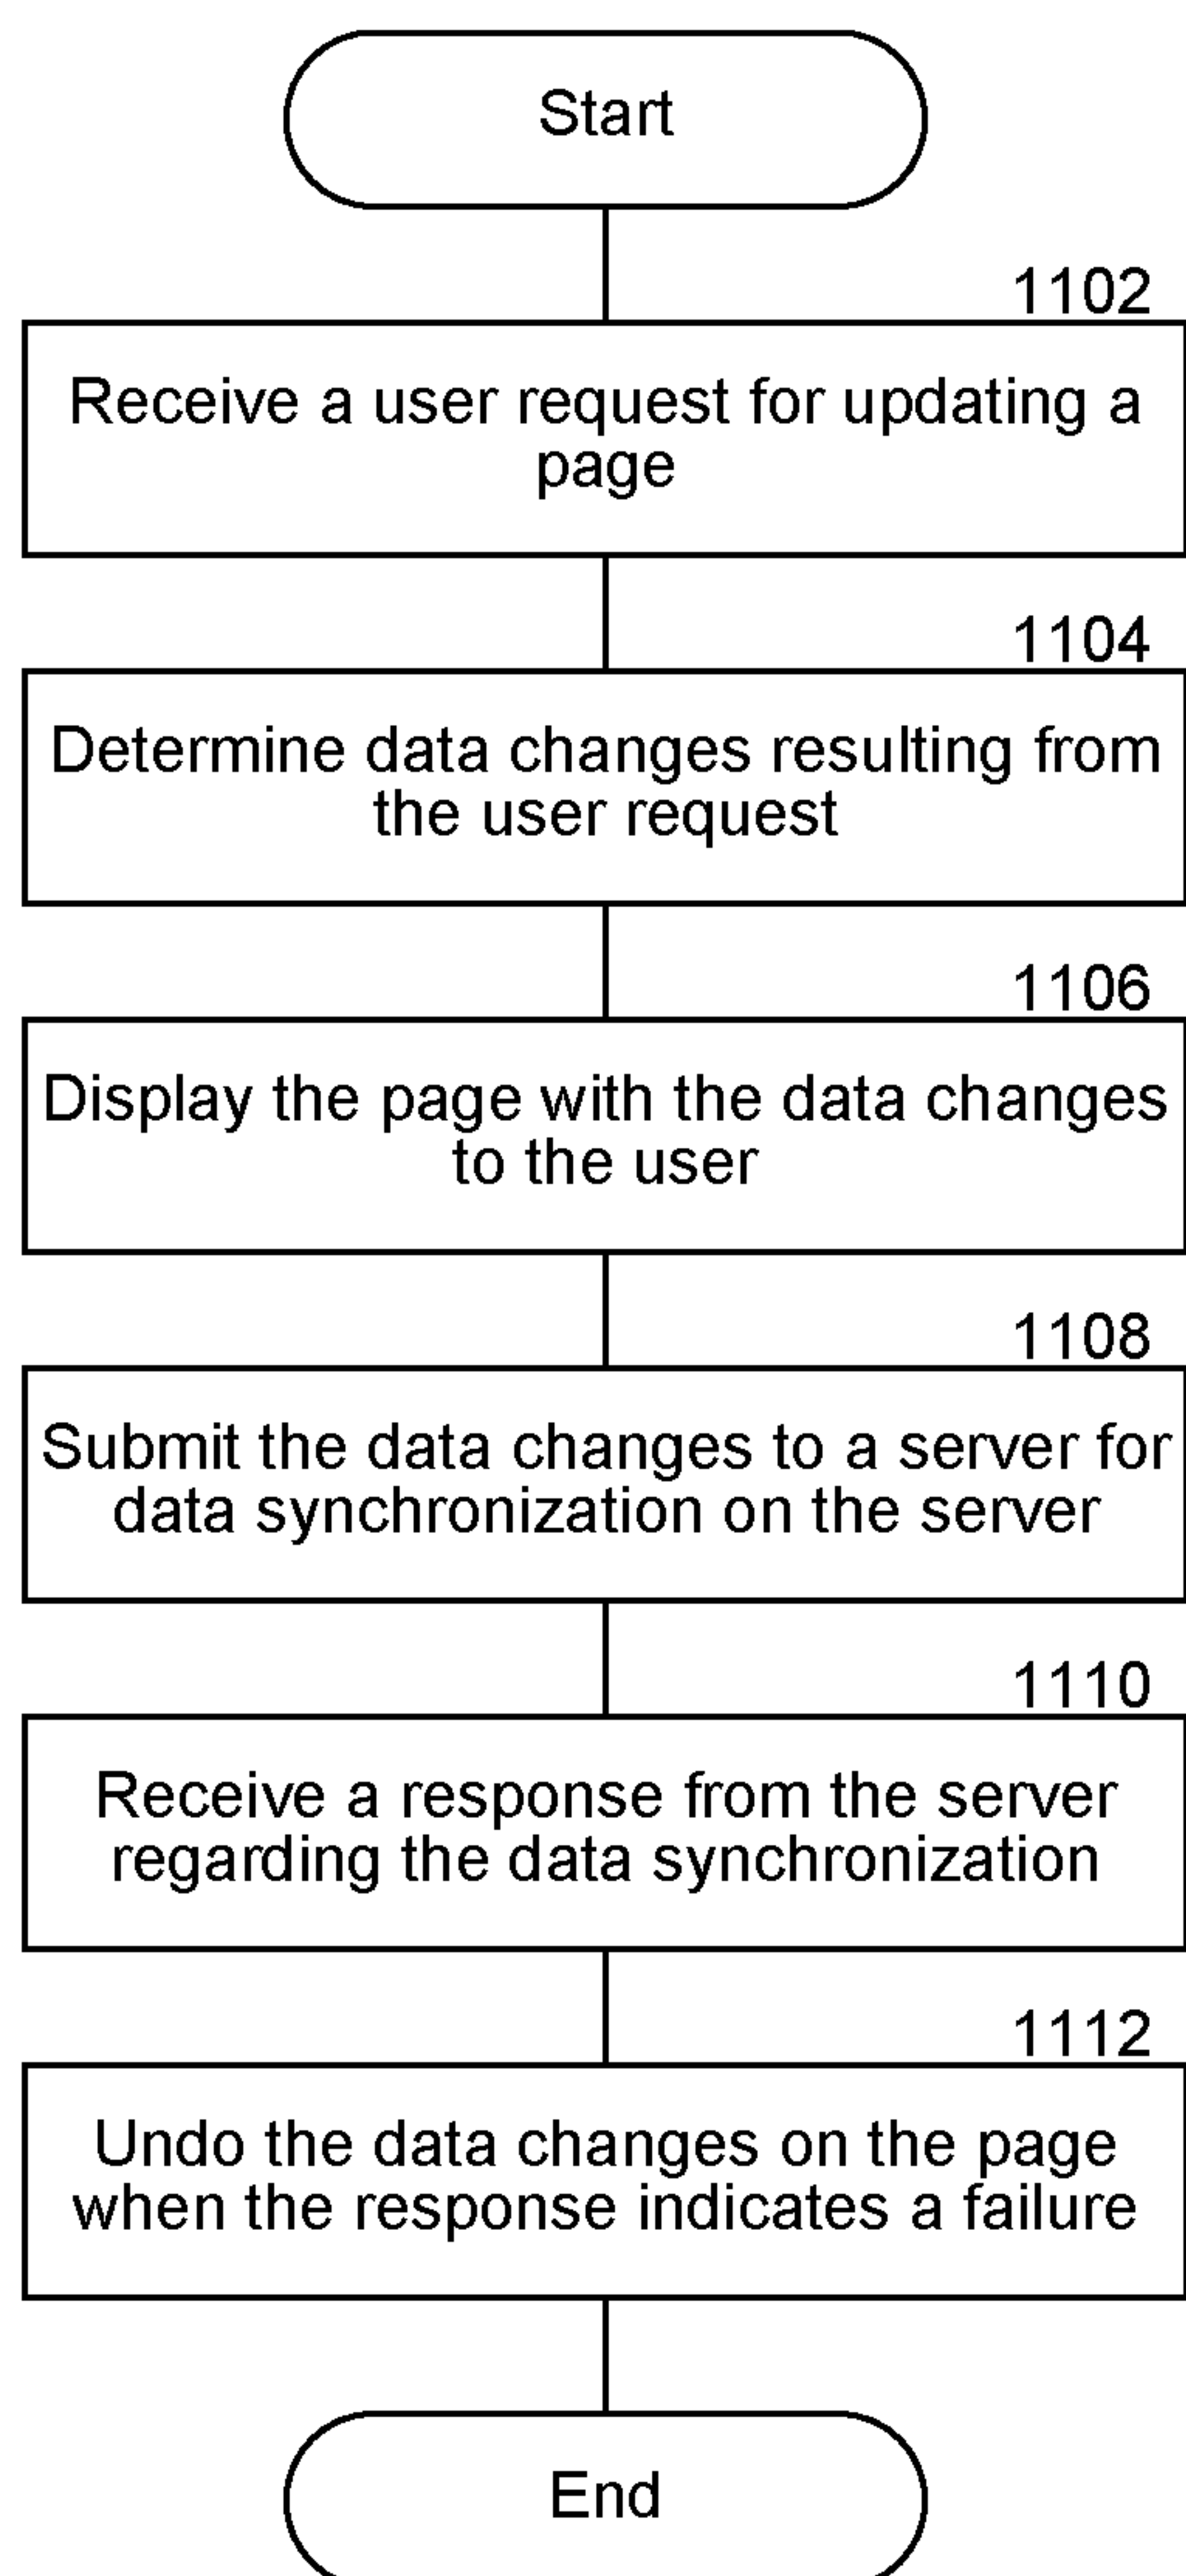 Start
1102
Receive a user request for updating a
page
1104
Determine data changes resulting from
the user request
1106
Display the page with the data changes
to the user
1108
Submit the data changes to a server for
data synchronization on the server
1110
Receive a response from the server
regarding the data synchronization
1112
Undo the data changes on the page
when the response indicates a failure
End